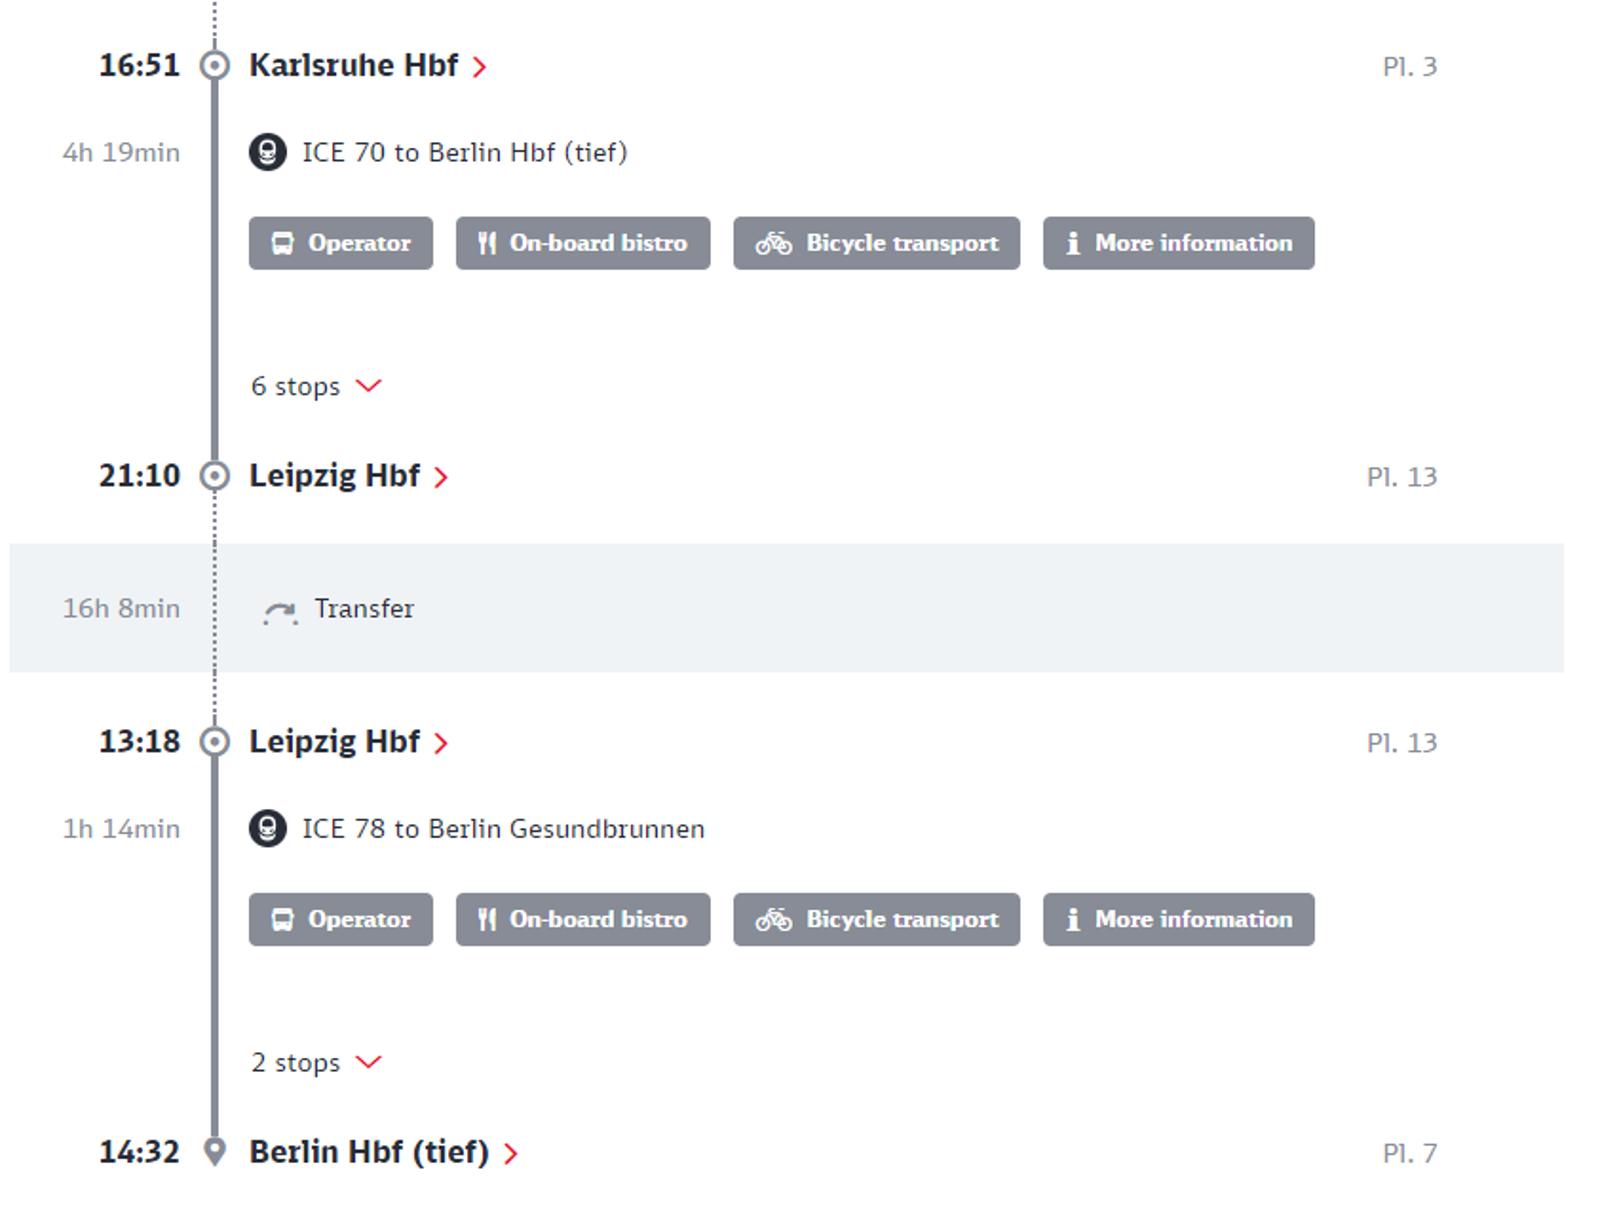 16:51 Karlsruhe Hbf Pl. 3
4h 19min ICE 70 to Berlin Hbf (tief)
Operator On-board bistro Bicycle transport More information
6 stops
21:10 Leipzig Hbf Pl. 13
16h 8min Transfer
13:18 Leipzig Hbf Pl. 13
1h 14min ICE 78 to Berlin Gesundbrunnen
Operator On-board bistro Bicycle transport More information
2 stops
14:32 Berlin Hbf (tief) Pl. 7